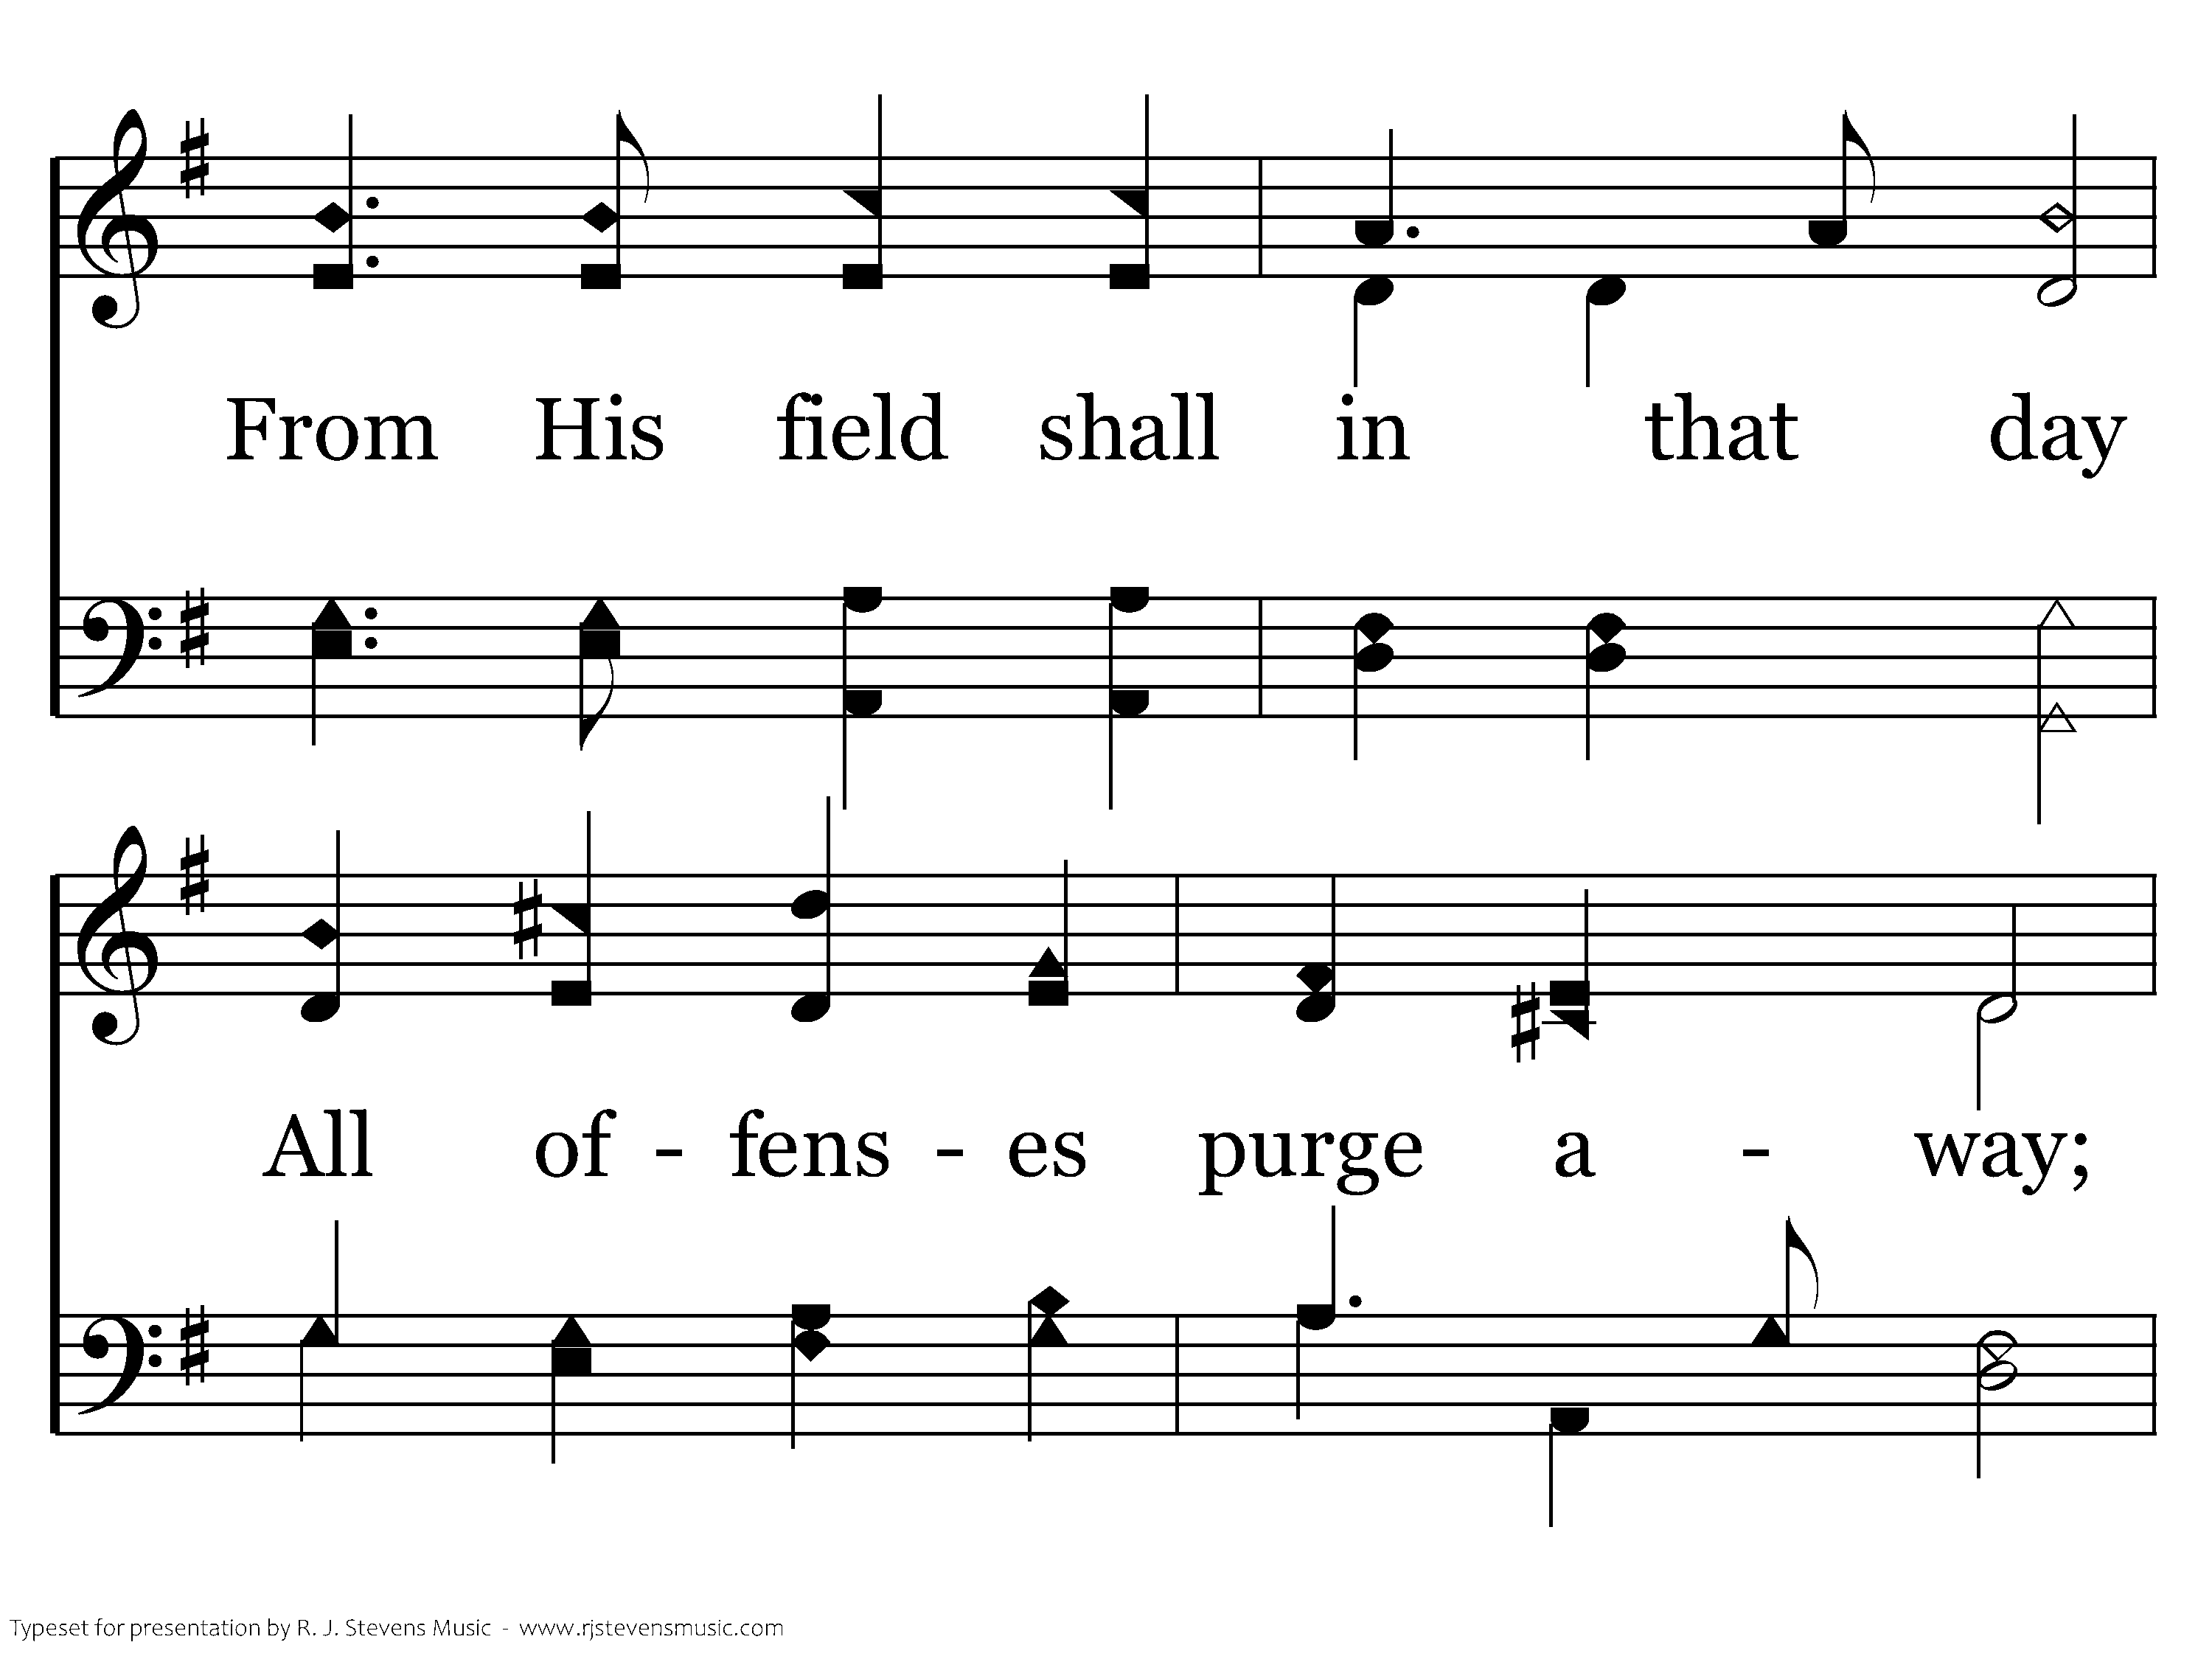 From His field shall in that day
All of - fens - es purge a - way;
Typeset for presentation by R. J. Stevens Music - www.rjstevensmusic.com